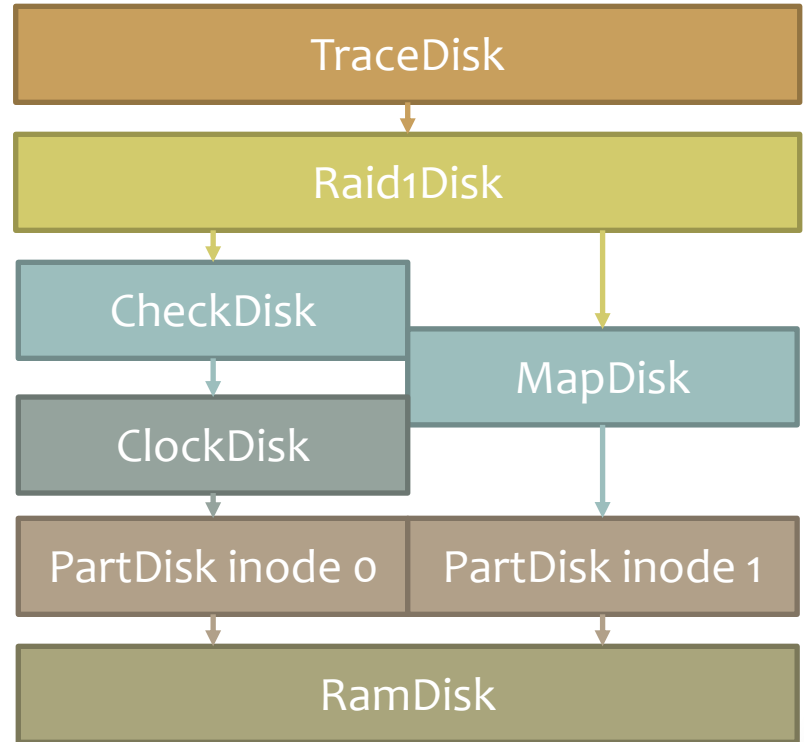 TraceDisk
Raid1Disk
CheckDisk
MapDisk
ClockDisk
PartDisk inode 0
PartDisk inode 1
RamDisk